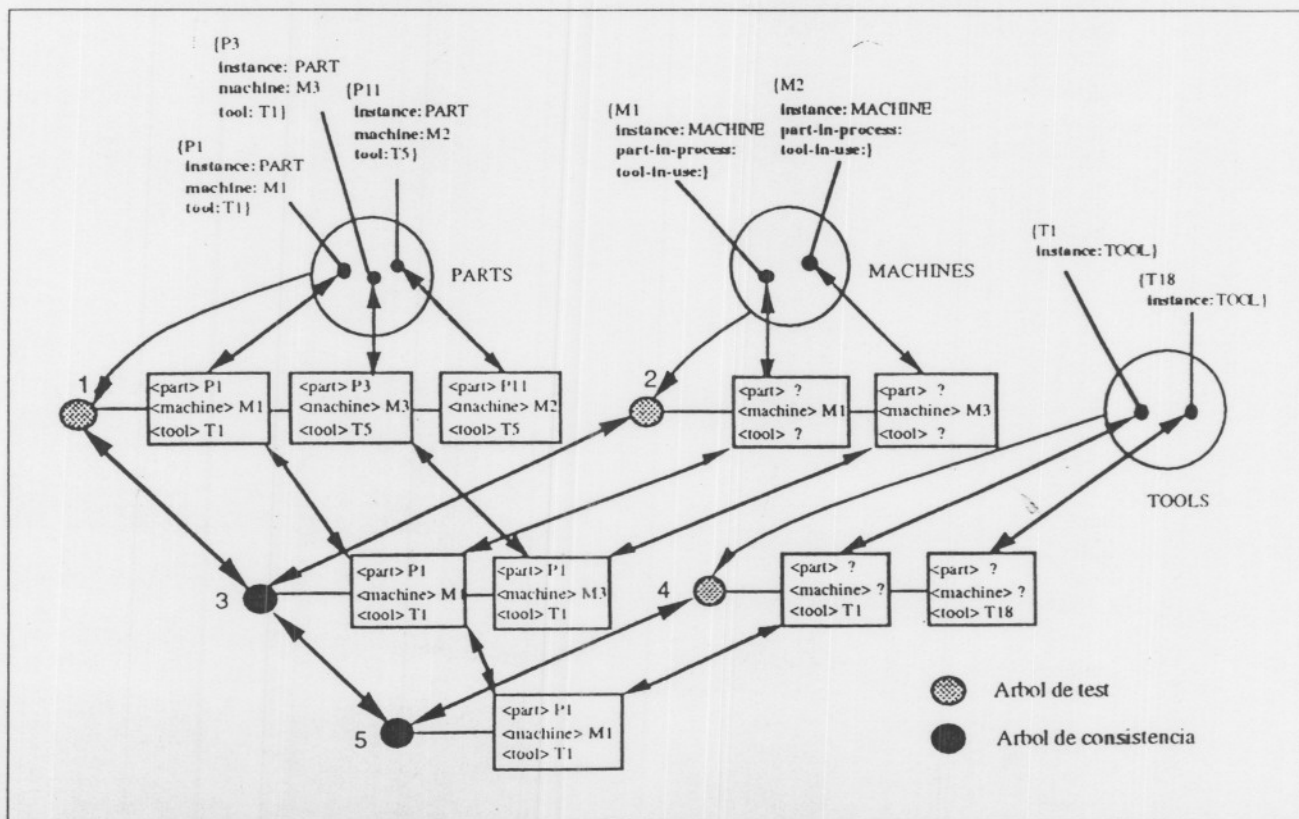 {P3
instance: PART
machine: M3
tool: T1}
{P11
instance: PART
machine: M2
tool: T5}
{P1
instance: PART
machine: M1
tool: T1}
PARTS
{M1
instance: MACHINE
part-in-process:
tool-in-use:}
{M2
instance: MACHINE
part-in-process:
tool-in-use:}
MACHINES
{T1
instance: TOOL}
{T18
instance: TOOL}
TOOLS
1
<part> P1
<machine> M1
<tool> T1
<part> P3
<machine> M3
<tool> T5
<part> P11
<machine> M2
<tool> T5
2
<part> ?
<machine> M1
<tool> ?
<part> ?
<machine> M3
<tool> ?
3
<part> P1
<machine> M1
<tool> T1
<part> P1
<machine> M3
<tool> T1
4
<part> ?
<machine> ?
<tool> T1
<part> ?
<machine> ?
<tool> T18
5
<part> P1
<machine> M1
<tool> T1
Arbol de test
Arbol de consistencia